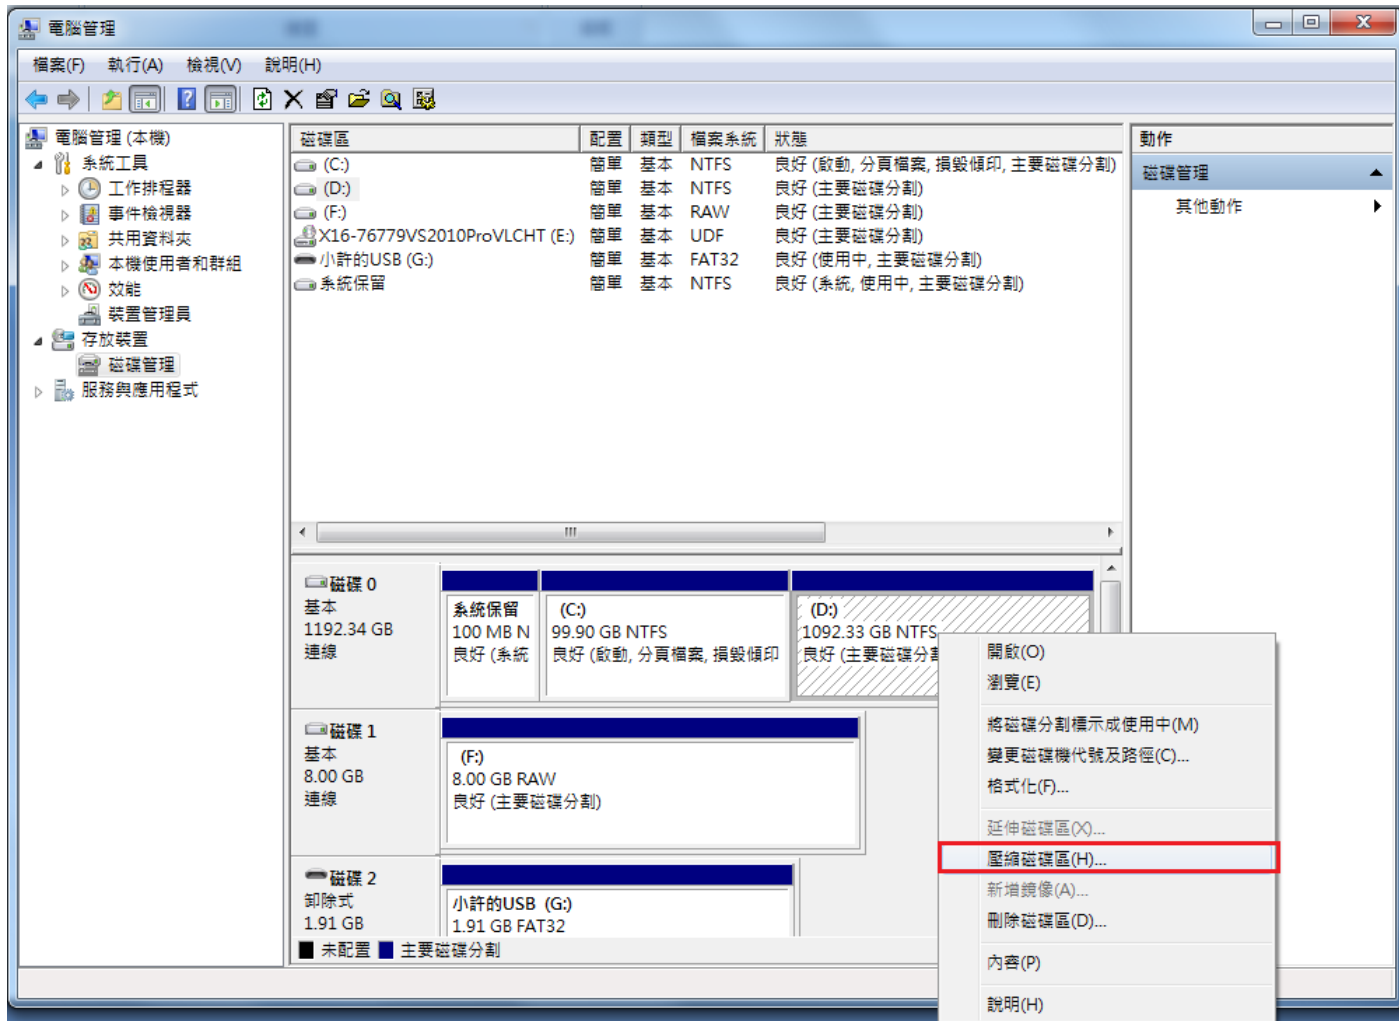 電腦管理
檔案(F) 執行(A) 檢視(V) 說明(H)
電腦管理 (本機)
系統工具
工作排程器
事件檢視器
共用資料夾
本機使用者和群組
效能
裝置管理員
存放裝置
磁碟管理
服務與應用程式
磁碟區 配置 類型 檔案系統 狀態
(C:) 簡單 基本 NTFS 良好 (啟動, 分頁檔案, 損毀傾印, 主要磁碟分割)
(D:) 簡單 基本 NTFS 良好 (主要磁碟分割)
(F:) 簡單 基本 RAW 良好 (主要磁碟分割)
X16-76779VS2010ProVLCHT (E:) 簡單 基本 UDF 良好 (主要磁碟分割)
小許的USB (G:) 簡單 基本 FAT32 良好 (使用中, 主要磁碟分割)
系統保留 簡單 基本 NTFS 良好 (系統, 使用中, 主要磁碟分割)
動作
磁碟管理
其他動作
磁碟 0
基本
1192.34 GB
連線
系統保留
100 MB N
良好 (系統
(C:)
99.90 GB NTFS
良好 (啟動, 分頁檔案, 損毀傾印
(D:)
1092.33 GB NTFS
良好 (主要磁碟分
磁碟 1
基本
8.00 GB
連線
(F:)
8.00 GB RAW
良好 (主要磁碟分割)
磁碟 2
卸除式
1.91 GB
小許的USB (G:)
1.91 GB FAT32
未配置 主要磁碟分割
開啟(O)
瀏覽(E)
將磁碟分割標示成使用中(M)
變更磁碟機代號及路徑(C)...
格式化(F)...
延伸磁碟區(X)...
壓縮磁碟區(H)...
新增鏡像(A)...
刪除磁碟區(D)...
內容(P)
說明(H)